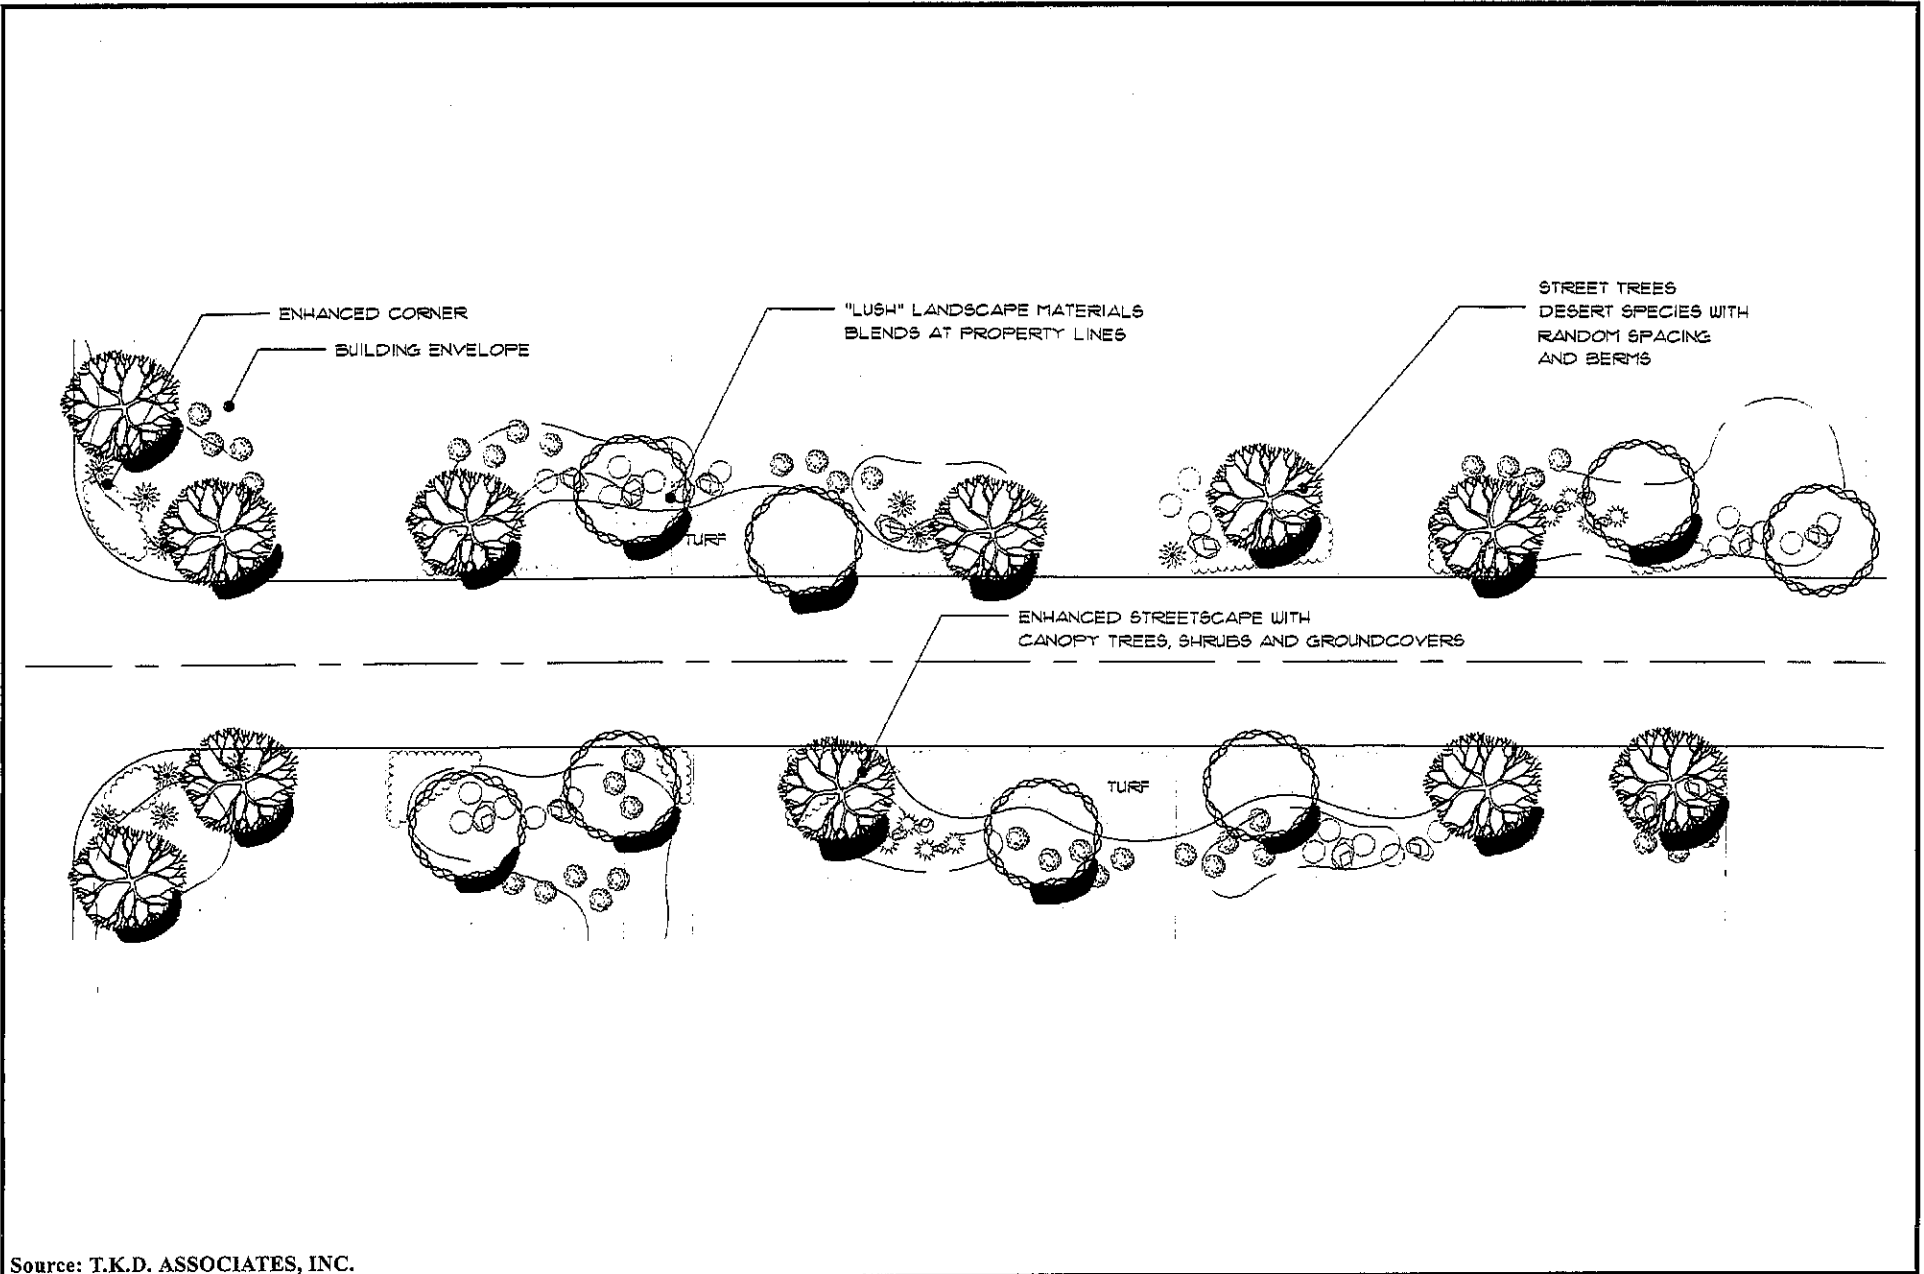 STREET TREES
DESERT SPECIES WITH
RANDOM SPACING
AND BERMS
ENHANCED CORNER
"LUSH" LANDSCAPE MATERIALS
BLENDS AT PROPERTY LINES
BUILDING ENVELOPE
TURF
ENHANCED STREETSCAPE WITH
CANOPY TREES, SHRUBS AND GROUNDCOVERS
TURF
Source: T.K.D. ASSOCIATES, INC.